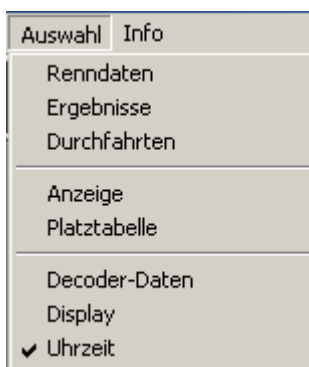 Auswahl Info
Renndaten
Ergebnisse
Durchfahrten
Anzeige
Platztabelle
Decoder-Daten
Display
Uhrzeit